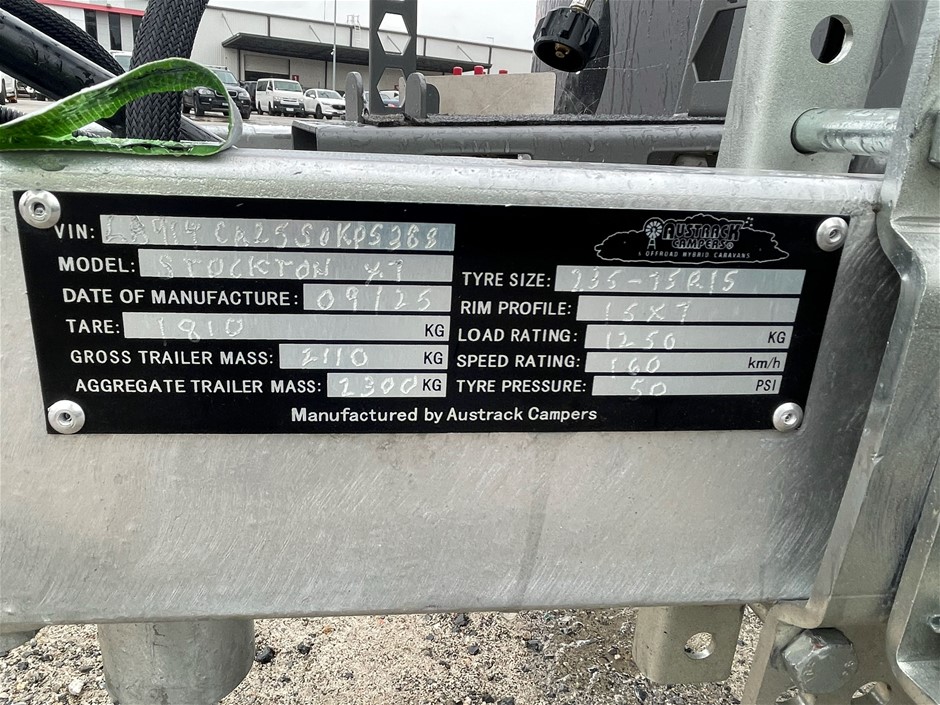 VIN:
MODEL: STOCKTON X7
DATE OF MANUFACTURE: 09/25
TARE: 1810 KG
GROSS TRAILER MASS: 2110 KG
AGGREGATE TRAILER MASS: 2300 KG
AUSTRACK
CAMPERS
& OFFROAD HYBRID CARAVANS
TYRE SIZE: 235-75R15
RIM PROFILE: 15X7
LOAD RATING: 1250 KG
SPEED RATING: 160 km/h
TYRE PRESSURE: 50 PSI
Manufactured by Austrack Campers